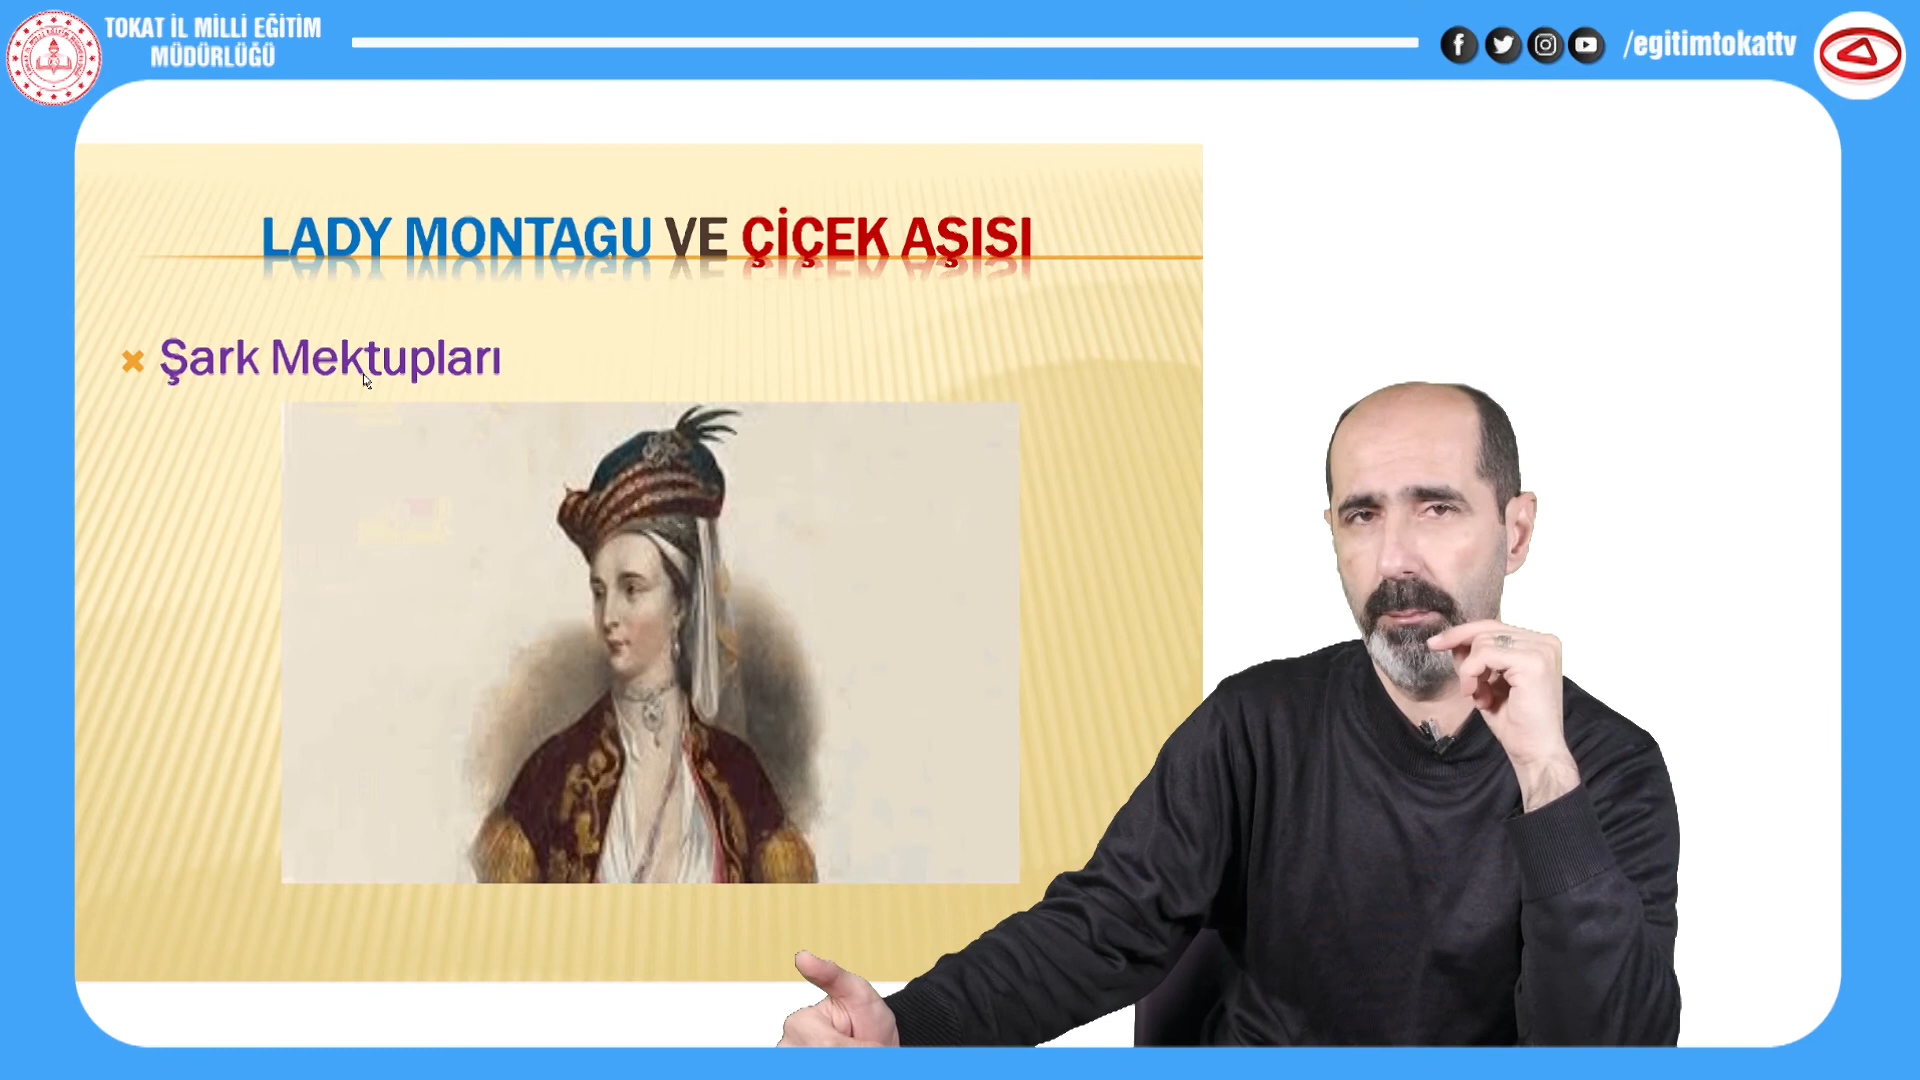 TOKAT İL MİLLİ EĞİTİM
MÜDÜRLÜĞÜ
/egitimtokattv
LADY MONTAGU VE ÇİÇEK AŞISI
Şark Mektupları